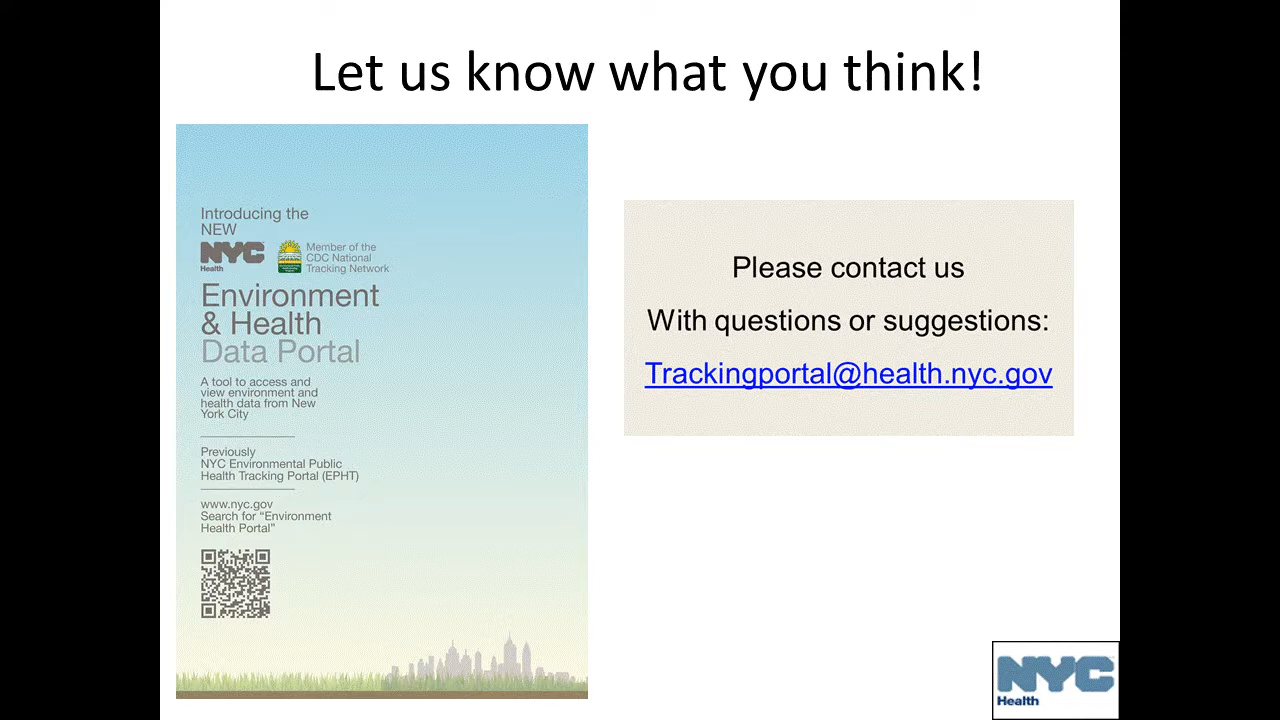 Let us know what you think!
Introducing the
NEW
NYC
Health
Member of the
CDC National
Tracking Network
Environment
& Health
Data Portal
A tool to access and
view environment and
health data from New
York City
Previously
NYC Environmental Public
Health Tracking Portal (EPHT)
www.nyc.gov
Search for "Environment
Health Portal"
Please contact us
With questions or suggestions:
Trackingportal@health.nyc.gov
NYC
Health